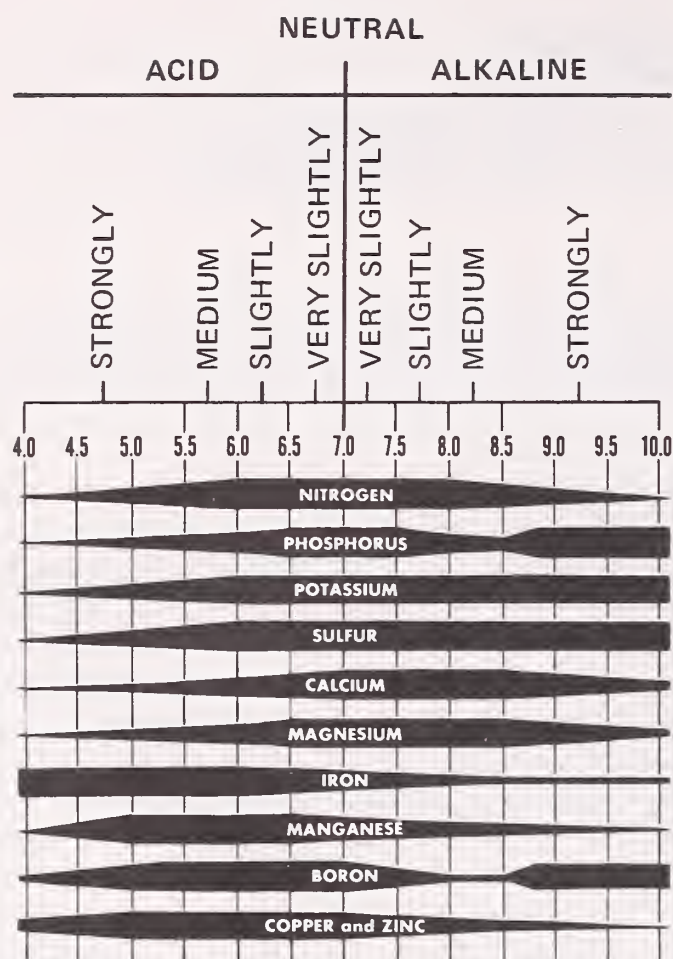 NEUTRAL
ACID ALKALINE
STRONGLY MEDIUM SLIGHTLY VERY SLIGHTLY VERY SLIGHTLY SLIGHTLY MEDIUM STRONGLY
4.0 4.5 5.0 5.5 6.0 6.5 7.0 7.5 8.0 8.5 9.0 9.5 10.0
NITROGEN
PHOSPHORUS
POTASSIUM
SULFUR
CALCIUM
MAGNESIUM
IRON
MANGANESE
BORON
COPPER and ZINC